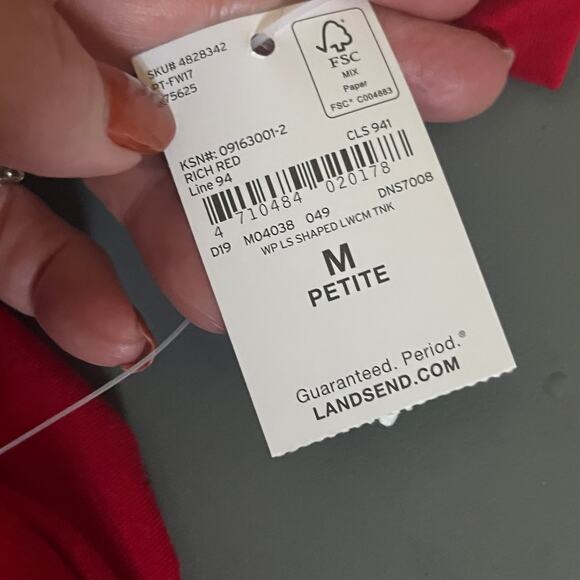 SKU# 4828342
PT-FW17
75625
FSC
MIX
Paper
FSC® C004883
KSN#: 09163001-2
RICH RED
CLS 941
Line 94
4 710484 020178
D19 M04038 049 DNS7008
WP LS SHAPED LWCM TNK
M
PETITE
Guaranteed. Period.®
LANDSEND.COM